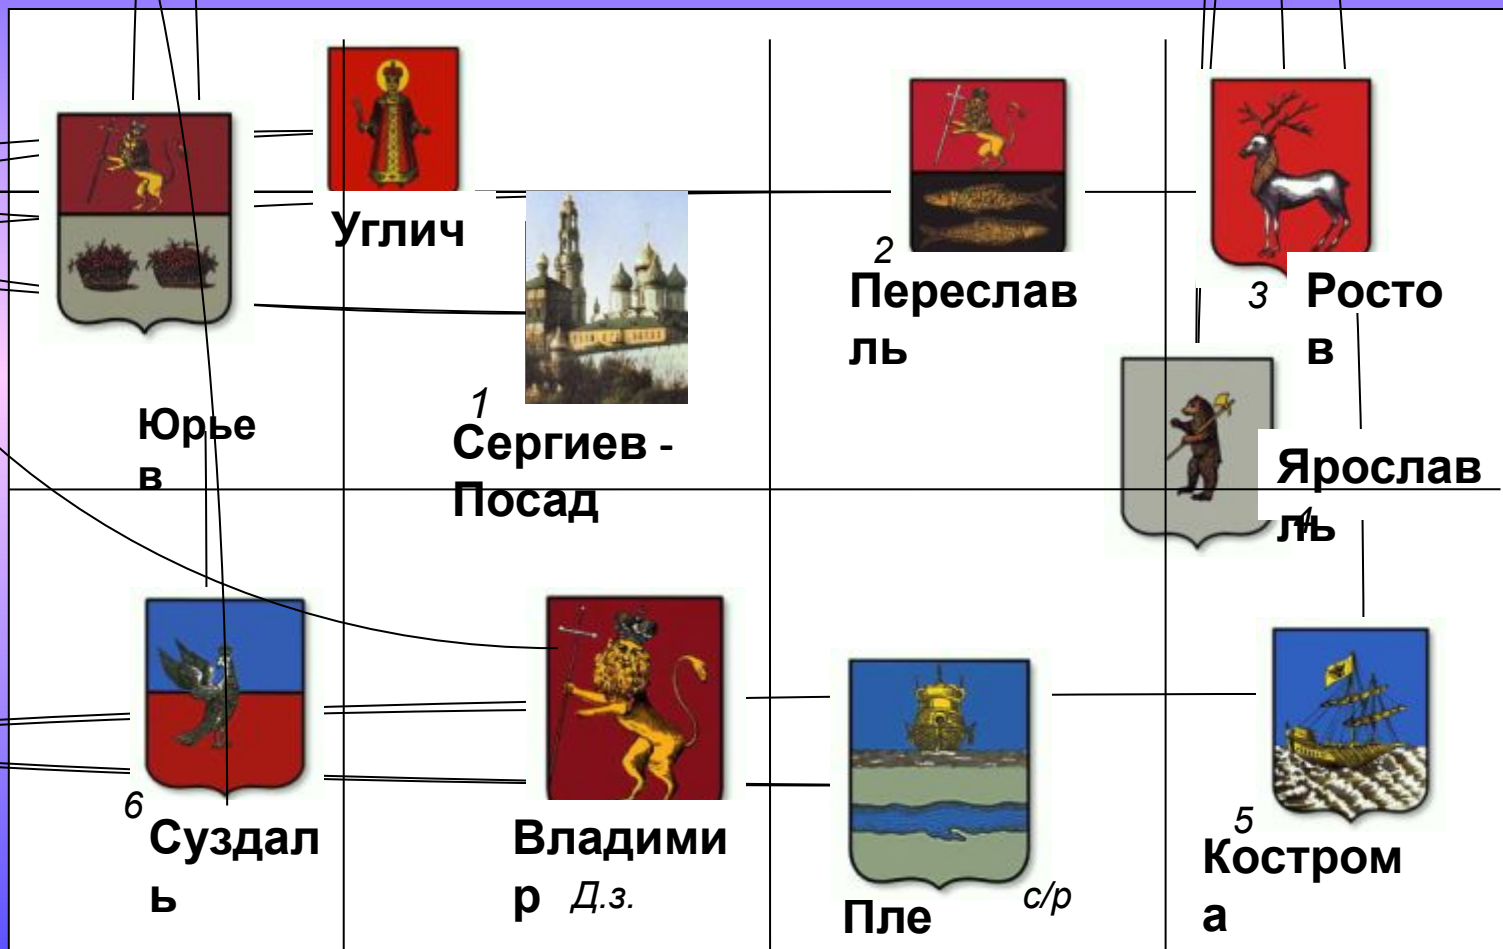 Углич
2
Переслав
ль
3
Росто
в
1
Юрье
в
Сергиев -
Посад
Ярослав
ль
4
6
Суздал
ь
Владими
р
Д.з.
Пле
с/р
5
Костром
а